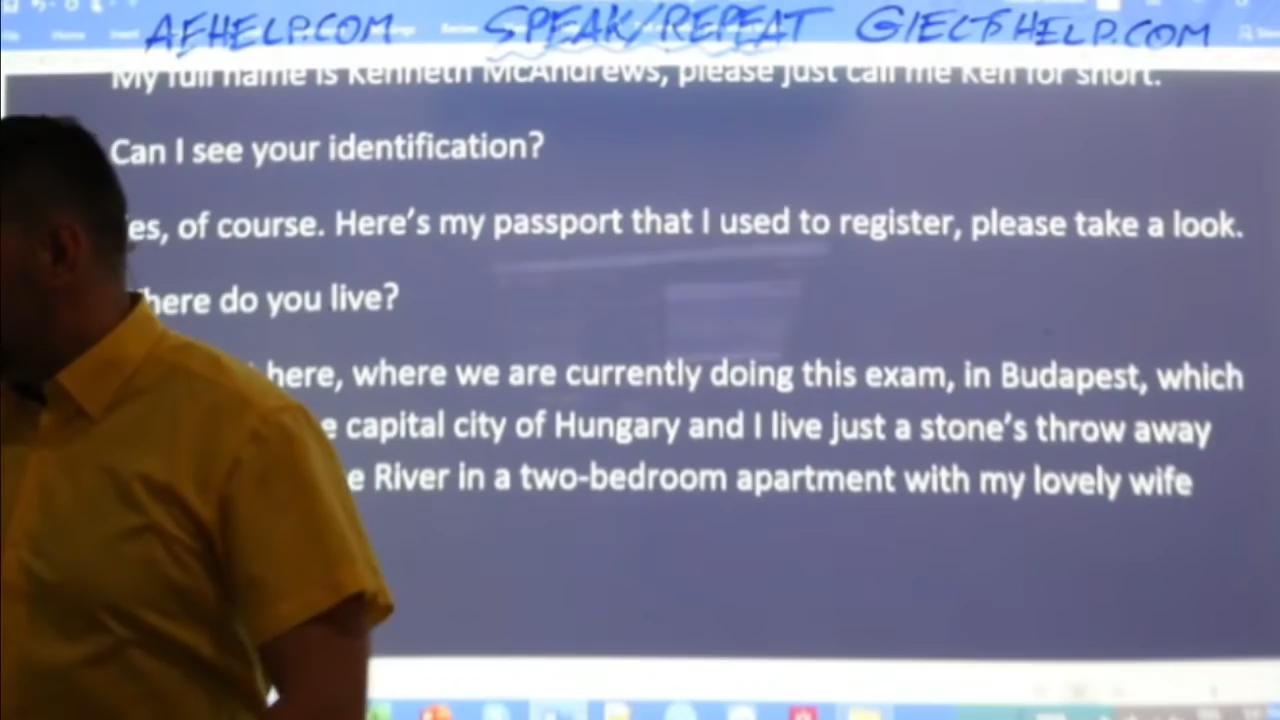 AEHELP.COM SPEAK/REPEAT GIELTSHELP.COM
My full name is Kenneth McAndrews, please just call me Ken for short.
Can I see your identification?
es, of course. Here's my passport that I used to register, please take a look.
here do you live?
here, where we are currently doing this exam, in Budapest, which
e capital city of Hungary and I live just a stone's throw away
e River in a two-bedroom apartment with my lovely wife